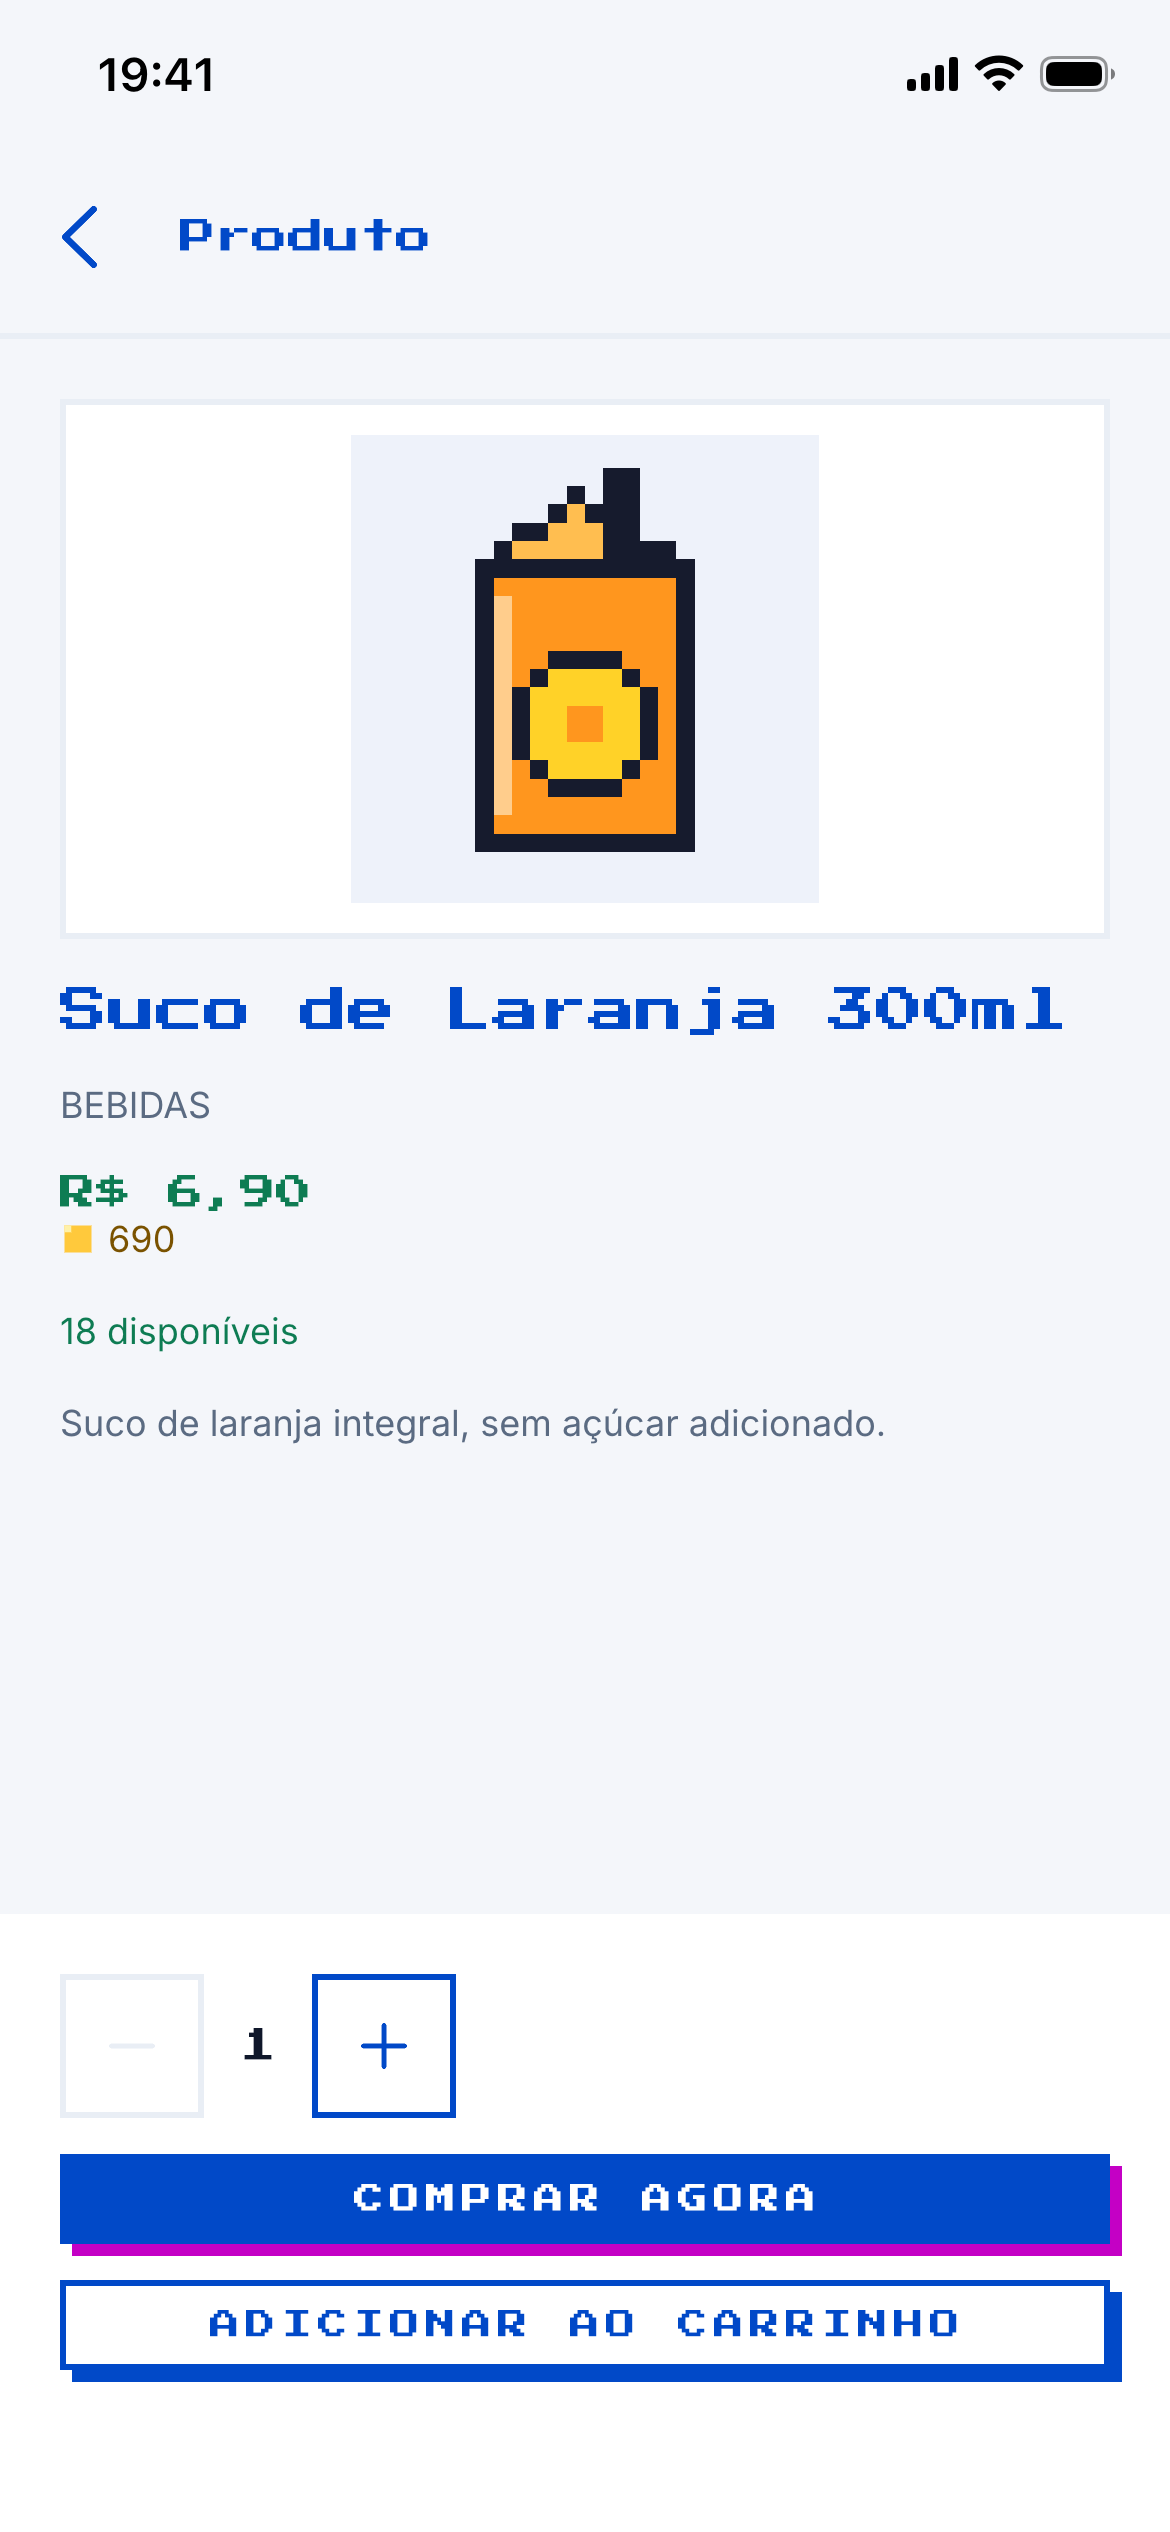 19:41
Produto
Suco de Laranja 300ml
BEBIDAS
R$ 6,90
690
18 disponíveis
Suco de laranja integral, sem açúcar adicionado.
1
COMPRAR AGORA
ADICIONAR AO CARRINHO